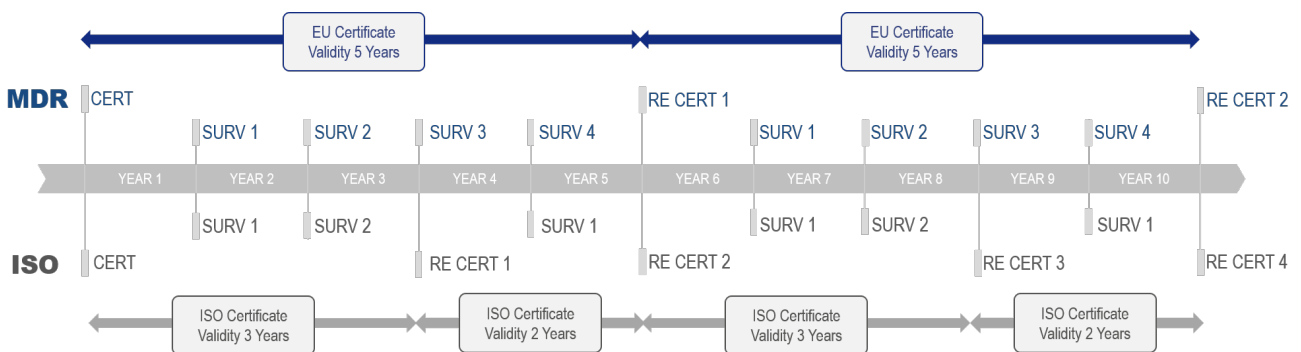 EU Certificate
Validity 5 Years
EU Certificate
Validity 5 Years
MDR CERT RE CERT 1 RE CERT 2
SURV 1 SURV 2 SURV 3 SURV 4 SURV 1 SURV 2 SURV 3 SURV 4
YEAR 1 YEAR 2 YEAR 3 YEAR 4 YEAR 5 YEAR 6 YEAR 7 YEAR 8 YEAR 9 YEAR 10
SURV 1 SURV 2 SURV 1 SURV 1 SURV 2 SURV 1
ISO CERT RE CERT 1 RE CERT 2 RE CERT 3 RE CERT 4
ISO Certificate
Validity 3 Years
ISO Certificate
Validity 2 Years
ISO Certificate
Validity 3 Years
ISO Certificate
Validity 2 Years